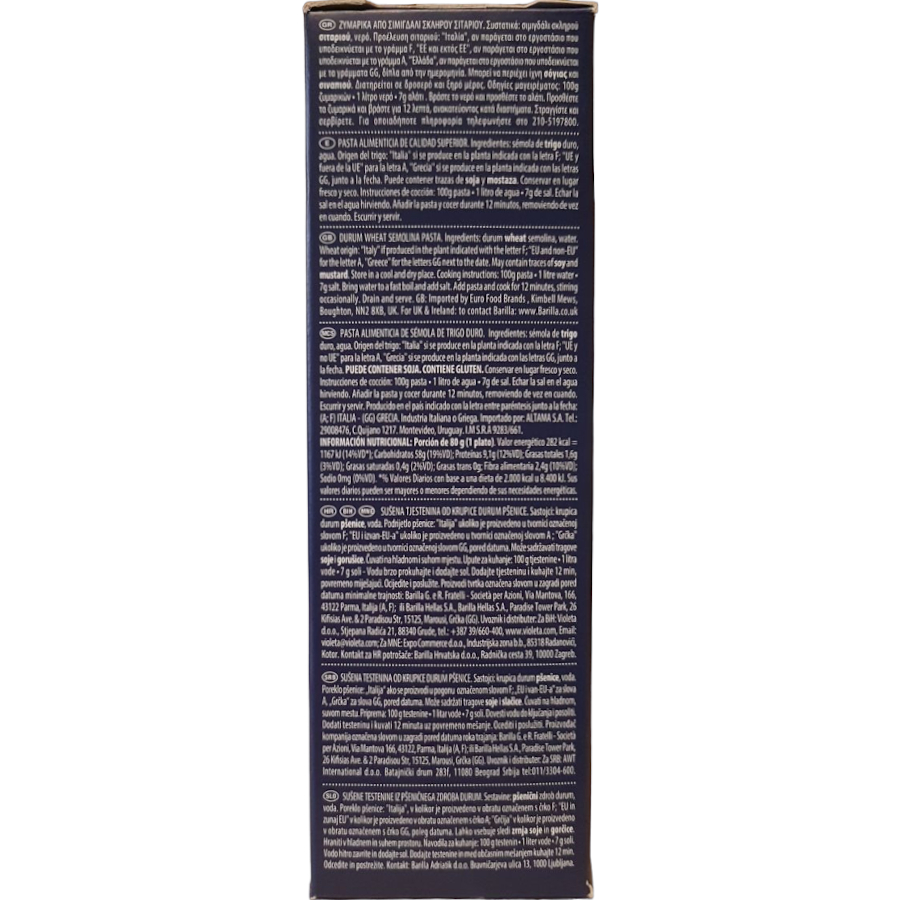 GR ΖΥΜΑΡΙΚΑ ΑΠΟ ΣΙΜΙΓΔΑΛΙ ΣΚΛΗΡΟΥ ΣΙΤΑΡΙΟΥ. Συστατικά: σιμιγδάλι σκληρού
σιταριού, νερό. Προέλευση σιταριού: "Ιταλία", αν παράγεται στο εργοστάσιο που
υποδεικνύεται με το γράμμα F, "ΕΕ και εκτός ΕΕ", αν παράγεται στο εργοστάσιο που
υποδεικνύεται με το γράμμα A, "Ελλάδα", αν παράγεται στο εργοστάσιο που υποδεικνύεται
με τα γράμματα GG, δίπλα από την ημερομηνία. Μπορεί να περιέχει ίχνη σόγιας και
σιναπιού. Διατηρείται σε δροσερό και ξηρό μέρος. Οδηγίες μαγειρέματος: 100g
ζυμαρικών • 1 λίτρο νερό • 7g αλάτι. Βράστε το νερό και προσθέστε το αλάτι. Προσθέστε
τα ζυμαρικά και βράστε για 12 λεπτά, ανακατεύοντας κατά διαστήματα. Στραγγίστε και
σερβίρετε. Για οποιαδήποτε πληροφορία τηλεφωνήστε στο 210-5197800.
E PASTA ALIMENTICIA DE CALIDAD SUPERIOR. Ingredientes: sémola de trigo duro,
agua. Origen del trigo: "Italia" si se produce en la planta indicada con la letra F; "UE y
fuera de la UE" para la letra A, "Grecia" si se produce en la planta indicada con las letras
GG, junto a la fecha. Puede contener trazas de soja y mostaza. Conservar en lugar
fresco y seco. Instrucciones de cocción: 100g pasta • 1 litro de agua • 7g de sal. Echar la
sal en el agua hirviendo. Añadir la pasta y cocer durante 12 minutos, removiendo de vez
en cuando. Escurrir y servir.
GB DURUM WHEAT SEMOLINA PASTA. Ingredients: durum wheat semolina, water.
Wheat origin: "Italy" if produced in the plant indicated with the letter F; "EU and non-EU"
for the letter A, "Greece" for the letters GG next to the date. May contain traces of soy and
mustard. Store in a cool and dry place. Cooking instructions: 100g pasta • 1 litre water •
7g salt. Bring water to a fast boil and add salt. Add pasta and cook for 12 minutes, stirring
occasionally. Drain and serve. GB: Imported by Euro Food Brands , Kimbell Mews,
Boughton, NN2 8XB, UK. For UK & Ireland: to contact Barilla: www.Barilla.co.uk
MCS PASTA ALIMENTICIA DE SÉMOLA DE TRIGO DURO. Ingredientes: sémola de trigo
duro, agua. Origen del trigo: "Italia" si se produce en la planta indicada con la letra F; "UE y
no UE" para la letra A, "Grecia" si se produce en la planta indicada con las letras GG, junto a
la fecha. PUEDE CONTENER SOJA. CONTIENE GLUTEN. Conservar en lugar fresco y seco.
Instrucciones de cocción: 100g pasta • 1 litro de agua • 7g de sal. Echar la sal en el agua
hirviendo. Añadir la pasta y cocer durante 12 minutos, removiendo de vez en cuando.
Escurrir y servir. Producido en el país indicado con la letra entre paréntesis junto a la fecha:
(A; F) ITALIA - (GG) GRECIA. Industria Italiana o Griega. Importado por: ALTAMA S.A. Tel.:
29008476, C.Quijano 1217. Montevideo, Uruguay. I.M S.R.A 9283/661.
INFORMACIÓN NUTRICIONAL: Porción de 80 g (1 plato). Valor energético 282 kcal =
1167 kJ (14%VD*); Carbohidratos 58g (19%VD); Proteínas 9,1g (12%VD); Grasas totales 1,6g
(3%VD); Grasas saturadas 0,4g (2%VD); Grasas trans 0g; Fibra alimentaria 2,4g (10%VD);
Sodio 0mg (0%VD). *% Valores Diarios con base a una dieta de 2.000 kcal u 8.400 kJ. Sus
valores diarios pueden ser mayores o menores dependiendo de sus necesidades energéticas.
HR BIH MNE SUŠENA TJESTENINA OD KRUPICE DURUM PŠENICE. Sastojci: krupica
durum pšenice, voda. Podrijetlo pšenice: "Italija" ukoliko je proizvedeno u tvornici označenoj
slovom F; "EU i izvan-EU-a" ukoliko je proizvedeno u tvornici označenoj slovom A ; "Grčka"
ukoliko je proizvedeno u tvornici označenoj slovom GG, pored datuma. Može sadržavati tragove
soje i gorušice. Čuvati na hladnom i suhom mjestu. Upute za kuhanje: 100 g tjestenine • 1 litra
vode • 7 g soli - Vodu brzo prokuhajte i dodajte sol. Dodajte tjesteninu i kuhajte 12 min,
povremeno miješajući. Ocijedite i poslužite. Proizvodi tvrtka označena slovom u zagradi pored
datuma minimalne trajnosti: Barilla G. e R. Fratelli - Società per Azioni, Via Mantova, 166,
43122 Parma, Italija (A, F); ili Barilla Hellas S.A., Paradise Tower Park, 26
Kifisias Ave. & 2 Paradisou Str, 15125, Marousi, Grčka (GG). Uvoznik i distributer: Za BiH: Violeta
d.o.o., Stjepana Radića 21, 88340 Grude, tel.: +387 39/660-400, www.violeta.com, Email:
violeta@violeta.com; Za MNE: Expo Commerce d.o.o., Industrijska zona b.b., 85318 Radanovići,
Kotor. Kontakt za HR potrošače: Barilla Hrvatska d.o.o., Radnička cesta 39, 10000 Zagreb.
SRB SUŠENA TESTENINA OD KRUPICE DURUM PŠENICE. Sastojci: krupica durum pšenice, voda.
Poreklo pšenice: „Italija" ako se proizvodi u pogonu označenom slovom F; „EU i van-EU-a" za slova
A, „Grčka" za slova GG, pored datuma. Može sadržati tragove soje i slačice. Čuvati na hladnom,
suvom mestu. Priprema: 100 g testenine • 1 litar vode • 7 g soli. Dovesti vodu do ključanja i posoliti.
Dodati testeninu i kuvati 12 minuta uz povremeno mešanje. Ocediti i poslužiti. Proizvođač
kompanija označena slovom u zagradi pored datuma roka trajanja: Barilla G. e R. Fratelli - Società
per Azioni, Via Mantova 166, 43122, Parma, Italija (A, F); ili Barilla Hellas S.A., Paradise Tower Park,
26 Kifisias Ave. & 2 Paradisou Str, 15125, Marousi, Grčka (GG). Uvoznik i distributer: Za SRB: AWT
International d.o.o. Batajnički drum 283f, 11080 Beograd Srbija tel:011/3304-600.
SLO SUŠENE TESTENINE IZ PŠENIČNEGA ZDROBA DURUM. Sestavine: pšenični zdrob durum,
voda. Poreklo pšenice: "Italija", v kolikor je proizvedeno v obratu označenem s črko F; "EU in
zunaj EU" v kolikor je proizvedeno v obratu označenem s črko A; "Grčija" v kolikor je proizvedeno
v obratu označenem s črko GG, poleg datuma. Lahko vsebuje sledi zrnja soje in gorčice.
Hraniti v hladnem in suhem prostoru. Navodila za kuhanje: 100 g testenin • 1 liter vode • 7 g soli.
Vodo hitro zavrite in dodajte sol. Dodajte testenine in med občasnim mešanjem kuhajte 12 min.
Odcedite in postrežite. Kontakt: Barilla Adriatik d.o.o. Bravničarjeva ulica 13, 1000 Ljubljana.